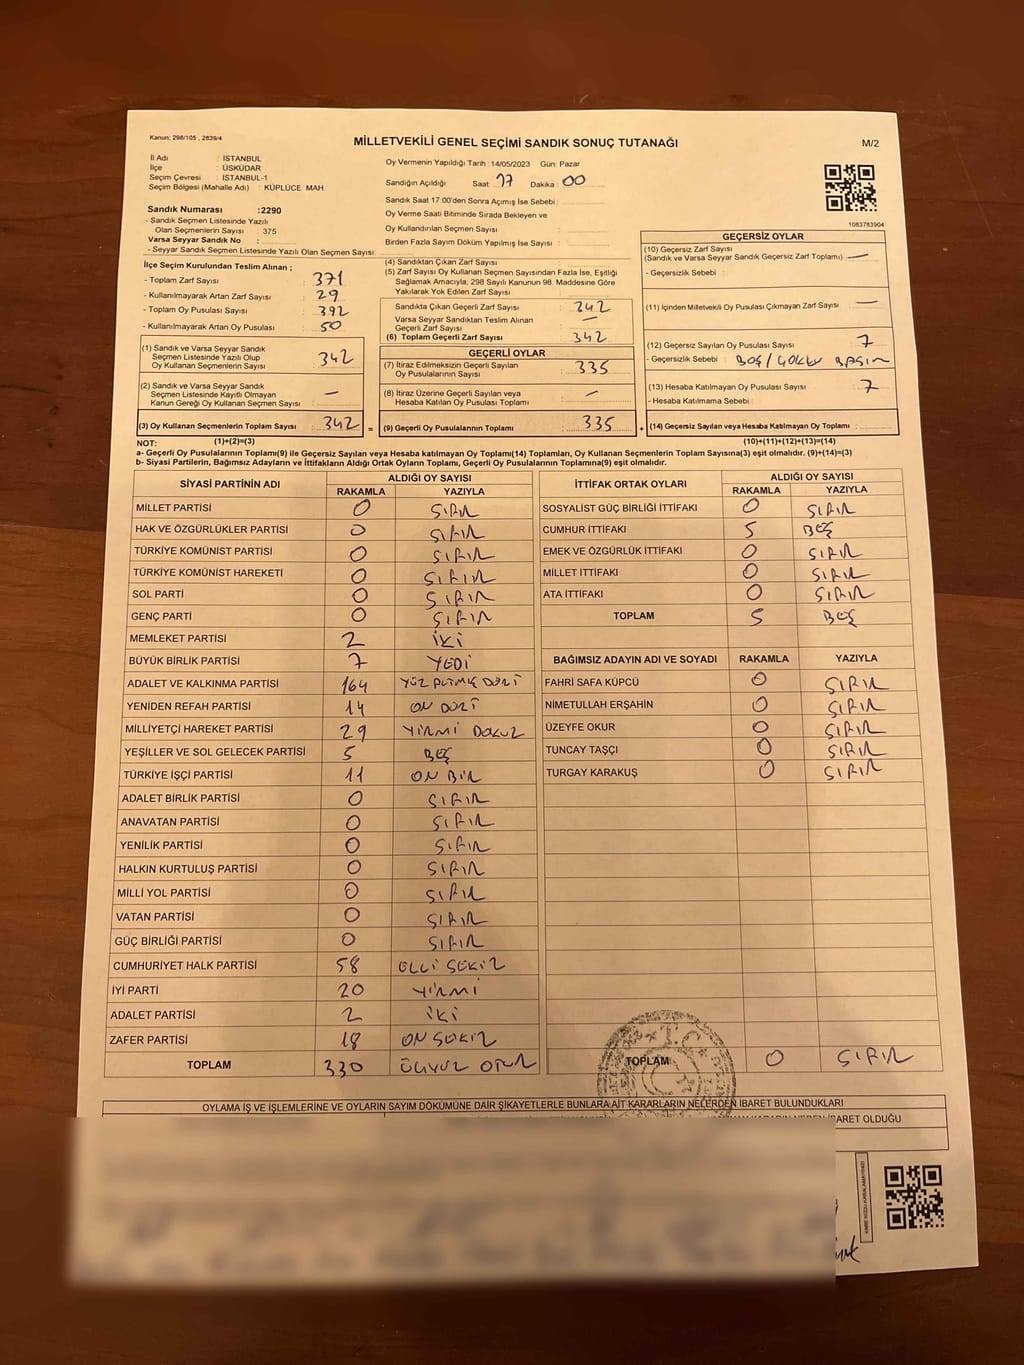 Kanun: 298/105 , 2839/4
MİLLETVEKİLİ GENEL SEÇİMİ SANDIK SONUÇ TUTANAĞI
M/2
İl Adı : İSTANBUL
İlçe : ÜSKÜDAR
Seçim Çevresi : İSTANBUL-1
Seçim Bölgesi (Mahalle Adı) : KÜPLÜCE MAH.
Sandık Numarası :2290
- Sandık Seçmen Listesinde Yazılı
Olan Seçmenlerin Sayısı : 375
Varsa Seyyar Sandık No :
- Seyyar Sandık Seçmen Listesinde Yazılı Olan Seçmen Sayısı:
İlçe Seçim Kurulundan Teslim Alınan ;
- Toplam Zarf Sayısı : 371
- Kullanılmayarak Artan Zarf Sayısı : 29
- Toplam Oy Pusulası Sayısı : 392
- Kullanılmayarak Artan Oy Pusulası : 50
(1) Sandık ve Varsa Seyyar Sandık
Seçmen Listesinde Yazılı Olup
Oy Kullanan Seçmenlerin Sayısı : 342
(2) Sandık ve Varsa Seyyar Sandık
Seçmen Listesinde Kayıtlı Olmayan
Kanun Gereği Oy Kullanan Seçmen Sayısı : —
(3) Oy Kullanan Seçmenlerin Toplam Sayısı : 342 =
Oy Vermenin Yapıldığı Tarih :14/05/2023 Gün: Pazar
Sandığın Açıldığı Saat : 17 Dakika : 00
Sandık Saat 17:00'den Sonra Açımış İse Sebebi :
Oy Verme Saati Bitiminde Sırada Bekleyen ve
Oy Kullandırılan Seçmen Sayısı :
Birden Fazla Sayım Döküm Yapılmış İse Sayısı :
(4) Sandıktan Çıkan Zarf Sayısı :
(5) Zarf Sayısı Oy Kullanan Seçmen Sayısından Fazla İse, Eşitliği
Sağlamak Amacıyla; 298 Sayılı Kanunun 98. Maddesine Göre
Yakılarak Yok Edilen Zarf Sayısı :
Sandıkta Çıkan Geçerli Zarf Sayısı : 342
Varsa Seyyar Sandıktan Teslim Alınan
Geçerli Zarf Sayısı : —
(6) Toplam Geçerli Zarf Sayısı : 342
GEÇERLİ OYLAR
(7) İtiraz Edilmeksizin Geçerli Sayılan
Oy Pusulalarının Sayısı : 335
(8) İtiraz Üzerine Geçerli Sayılan veya
Hesaba Katılan Oy Pusulası Toplamı : —
(9) Geçerli Oy Pusulalarının Toplamı : 335 +
1083763904
GEÇERSİZ OYLAR
(10) Geçersiz Zarf Sayısı
(Sandık ve Varsa Seyyar Sandık Geçersiz Zarf Toplamı) : —
- Geçersizlik Sebebi :
(11) İçinden Milletvekili Oy Pusulası Çıkmayan Zarf Sayısı : —
(12) Geçersiz Sayılan Oy Pusulası Sayısı : 7
- Geçersizlik Sebebi : BOŞ/ÇOKLU BASIM
(13) Hesaba Katılmayan Oy Pusulası Sayısı : 7
- Hesaba Katılmama Sebebi :
(14) Geçersiz Sayılan veya Hesaba Katılmayan Oy Toplamı :
NOT: (1)+(2)=(3) (10)+(11)+(12)+(13)=(14)
a- Geçerli Oy Pusulalarının Toplamı(9) ile Geçersiz Sayılan veya Hesaba katılmayan Oy Toplamı(14) Toplamları, Oy Kullanan Seçmenlerin Toplam Sayısına(3) eşit olmalıdır. (9)+(14)=(3)
b- Siyasi Partilerin, Bağımsız Adayların ve İttifakların Aldığı Ortak Oyların Toplamı, Geçerli Oy Pusulalarının Toplamına(9) eşit olmalıdır.
SİYASİ PARTİNİN ADI ALDIĞI OY SAYISI
RAKAMLA YAZIYLA
MİLLET PARTİSİ 0 SIFIR
HAK VE ÖZGÜRLÜKLER PARTİSİ 0 SIFIR
TÜRKİYE KOMÜNİST PARTİSİ 0 SIFIR
TÜRKİYE KOMÜNİST HAREKETİ 0 SIFIR
SOL PARTİ 0 SIFIR
GENÇ PARTİ 0 SIFIR
MEMLEKET PARTİSİ 2 İKİ
BÜYÜK BİRLİK PARTİSİ 7 YEDİ
ADALET VE KALKINMA PARTİSİ 164 YÜZ ALTMIŞ DÖRT
YENİDEN REFAH PARTİSİ 14 ON DÖRT
MİLLİYETÇİ HAREKET PARTİSİ 29 YİRMİ DOKUZ
YEŞİLLER VE SOL GELECEK PARTİSİ 5 BEŞ
TÜRKİYE İŞÇİ PARTİSİ 11 ON BİR
ADALET BİRLİK PARTİSİ 0 SIFIR
ANAVATAN PARTİSİ 0 SIFIR
YENİLİK PARTİSİ 0 SIFIR
HALKIN KURTULUŞ PARTİSİ 0 SIFIR
MİLLİ YOL PARTİSİ 0 SIFIR
VATAN PARTİSİ 0 SIFIR
GÜÇ BİRLİĞİ PARTİSİ 0 SIFIR
CUMHURİYET HALK PARTİSİ 58 ELLİ SEKİZ
İYİ PARTİ 20 YİRMİ
ADALET PARTİSİ 2 İKİ
ZAFER PARTİSİ 18 ON SEKİZ
TOPLAM 330 ÜÇYÜZ OTUZ
İTTİFAK ORTAK OYLARI ALDIĞI OY SAYISI
RAKAMLA YAZIYLA
SOSYALİST GÜÇ BİRLİĞİ İTTİFAKI 0 SIFIR
CUMHUR İTTİFAKI 5 BEŞ
EMEK VE ÖZGÜRLÜK İTTİFAKI 0 SIFIR
MİLLET İTTİFAKI 0 SIFIR
ATA İTTİFAKI 0 SIFIR
TOPLAM 5 BEŞ
BAĞIMSIZ ADAYIN ADI VE SOYADI RAKAMLA YAZIYLA
FAHRİ SAFA KÜPCÜ 0 SIFIR
NİMETULLAH ERŞAHİN 0 SIFIR
ÜZEYFE OKUR 0 SIFIR
TUNCAY TAŞÇI 0 SIFIR
TURGAY KARAKUŞ 0 SIFIR
T.C.
TOPLAM 0 SIFIR
OYLAMA İŞ VE İŞLEMLERİNE VE OYLARIN SAYIM DÖKÜMÜNE DAİR ŞİKAYETLERLE BUNLARA AİT KARARLARIN NELERDEN İBARET BULUNDUKLARI
KARARIN NEDEN İBARET OLDUĞU